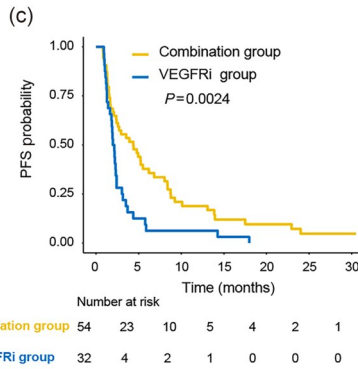 (c)
1.00
0.75
0.50
0.25
0.00
PFS probability
Combination group
VEGFRi group
P=0.0024
0 5 10 15 20 25 30
Time (months)
Number at risk
ation group 54 23 10 5 4 2 1
Ri group 32 4 2 1 0 0 0